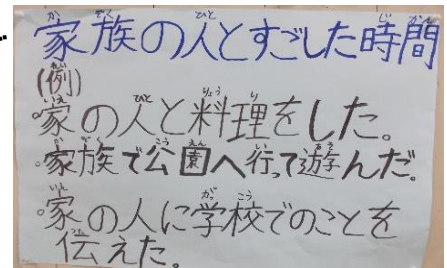 家族の人とすごした時間
(例)
・家の人と料理をした。
・家族で公園へ行って遊んだ。
・家の人に学校でのことを
伝えた。